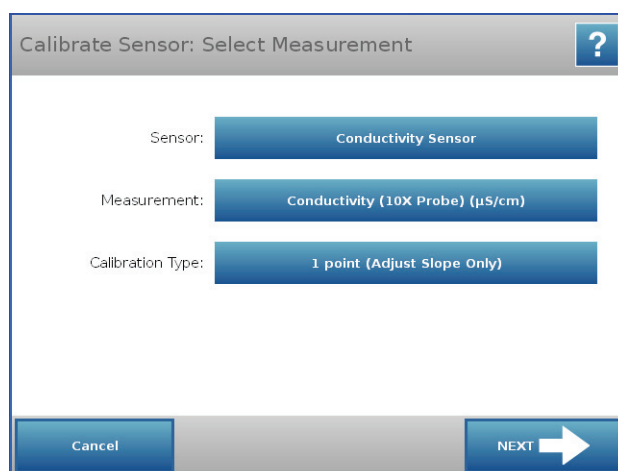 Calibrate Sensor: Select Measurement
?
Sensor: Conductivity Sensor
Measurement: Conductivity (10X Probe) (µS/cm)
Calibration Type: 1 point (Adjust Slope Only)
Cancel NEXT